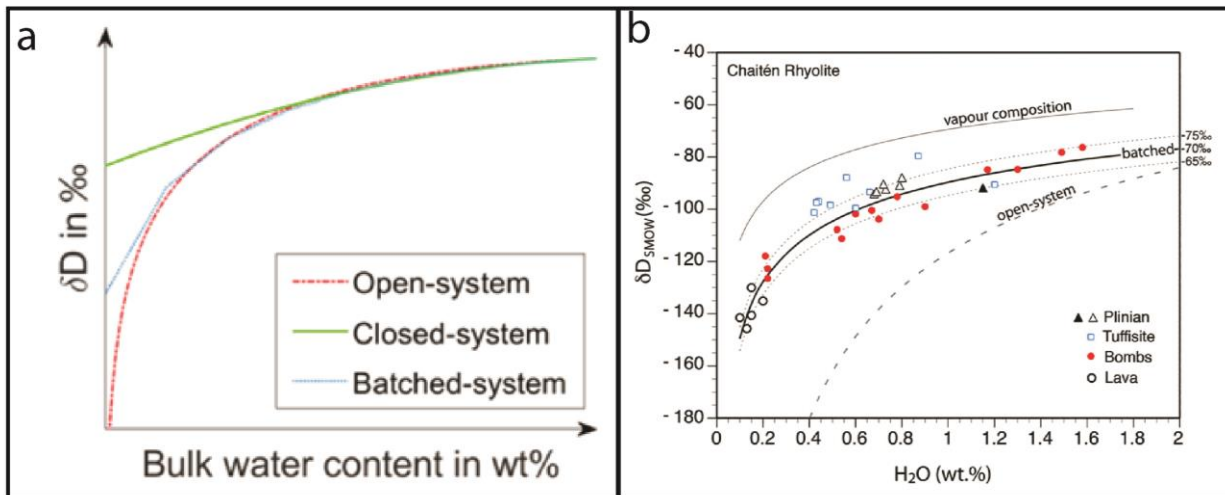 a
δD in ‰
Open-system
Closed-system
Batched-system
Bulk water content in wt%
b
Chaitén Rhyolite
vapour composition
batched
open-system
-75‰
-70‰
-65‰
- 40
- 60
- 80
- 100
- 120
- 140
- 160
- 180
δD_SMOW (‰)
▲ △ Plinian
□ Tuffisite
● Bombs
○ Lava
0 0.2 0.4 0.6 0.8 1 1.2 1.4 1.6 1.8 2
H₂O (wt.%)